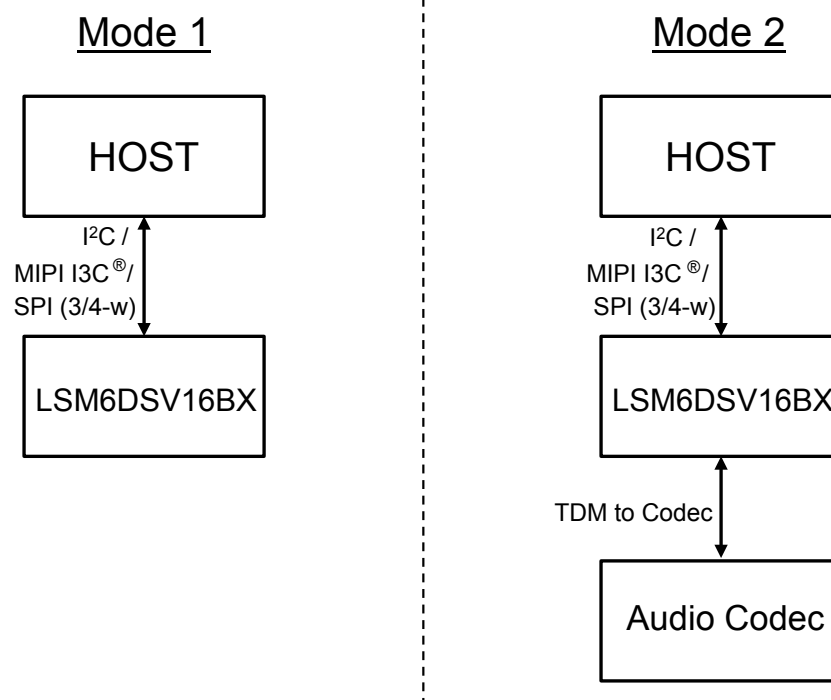 Mode 1
HOST
I²C /
MIPI I3C ®/
SPI (3/4-w)
LSM6DSV16BX
Mode 2
HOST
I²C /
MIPI I3C ®/
SPI (3/4-w)
LSM6DSV16BX
TDM to Codec
Audio Codec